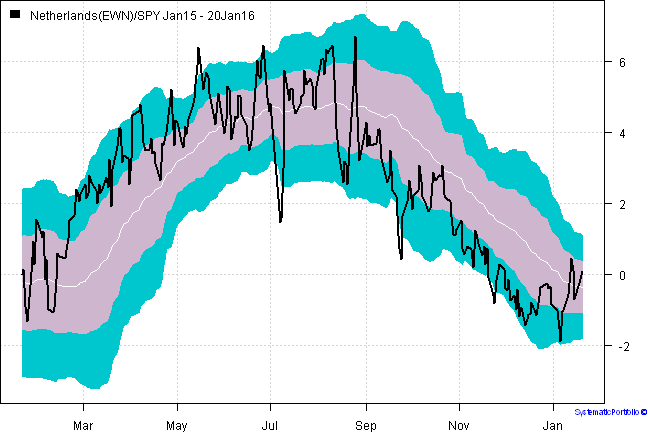 Netherlands(EWN)/SPY Jan15 - 20Jan16
6
4
2
0
-2
Mar May Jul Sep Nov Jan
SystematicPortfolio ©